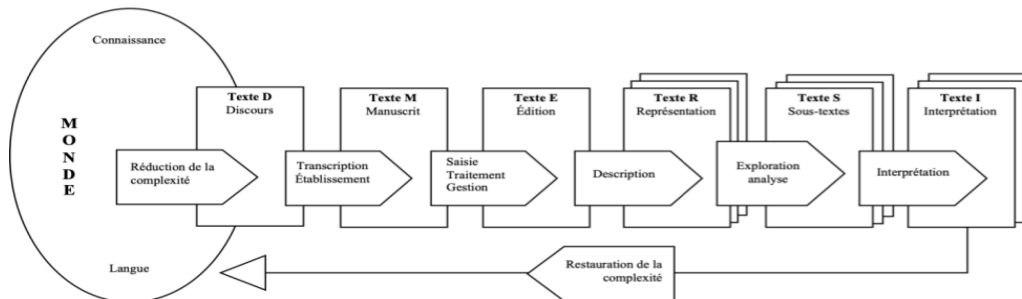 Connaissance
MONDE
Langue
Texte D
Discours
Réduction de la
complexité
Texte M
Manuscrit
Transcription
Établissement
Texte E
Édition
Saisie
Traitement
Gestion
Texte R
Représentation
Description
Texte S
Sous-textes
Exploration
analyse
Texte I
Interprétation
Interprétation
Restauration de la
complexité